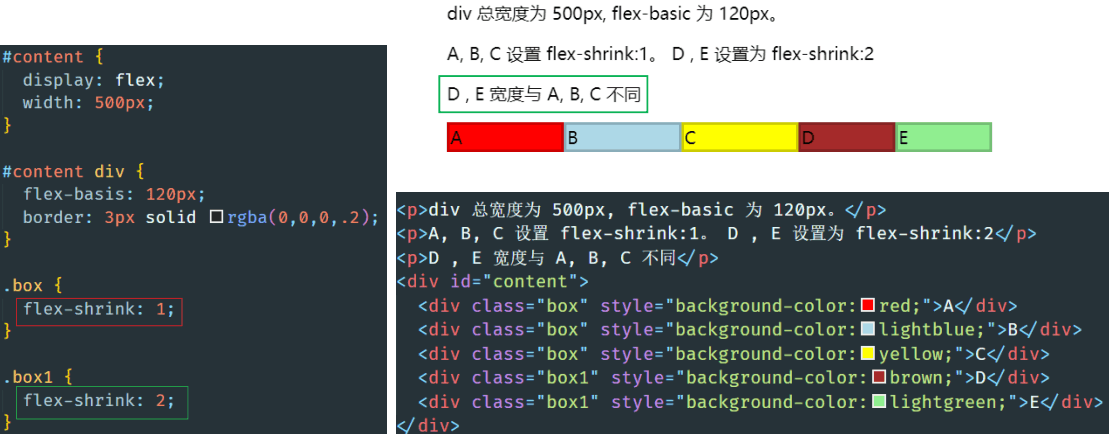 #content {
  display: flex;
  width: 500px;
}
#content div {
  flex-basis: 120px;
  border: 3px solid rgba(0,0,0,.2);
}
.box {
  flex-shrink: 1;
}
.box1 {
  flex-shrink: 2;
}
div 总宽度为 500px, flex-basic 为 120px。
A, B, C 设置 flex-shrink:1。 D , E 设置为 flex-shrink:2
D , E 宽度与 A, B, C 不同
A B C D E
<p>div 总宽度为 500px, flex-basic 为 120px。</p>
<p>A, B, C 设置 flex-shrink:1。 D , E 设置为 flex-shrink:2</p>
<p>D , E 宽度与 A, B, C 不同</p>
<div id="content">
  <div class="box" style="background-color:red;">A</div>
  <div class="box" style="background-color:lightblue;">B</div>
  <div class="box" style="background-color:yellow;">C</div>
  <div class="box1" style="background-color:brown;">D</div>
  <div class="box1" style="background-color:lightgreen;">E</div>
</div>